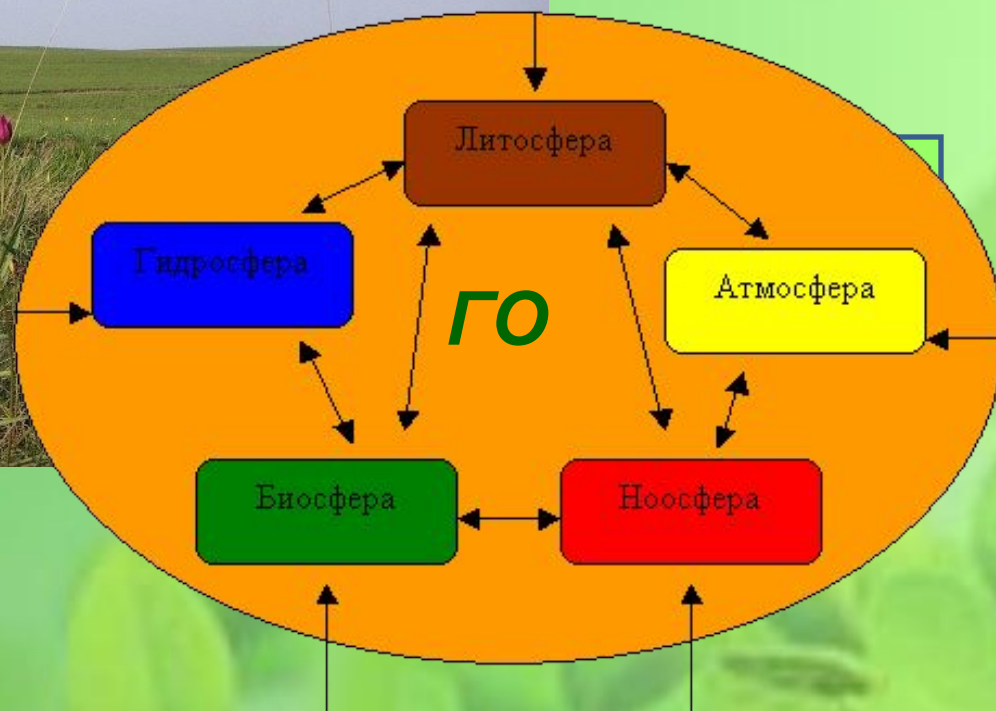 Литосфера
Гидросфера
Атмосфера
ГО
Биосфера
Ноосфера